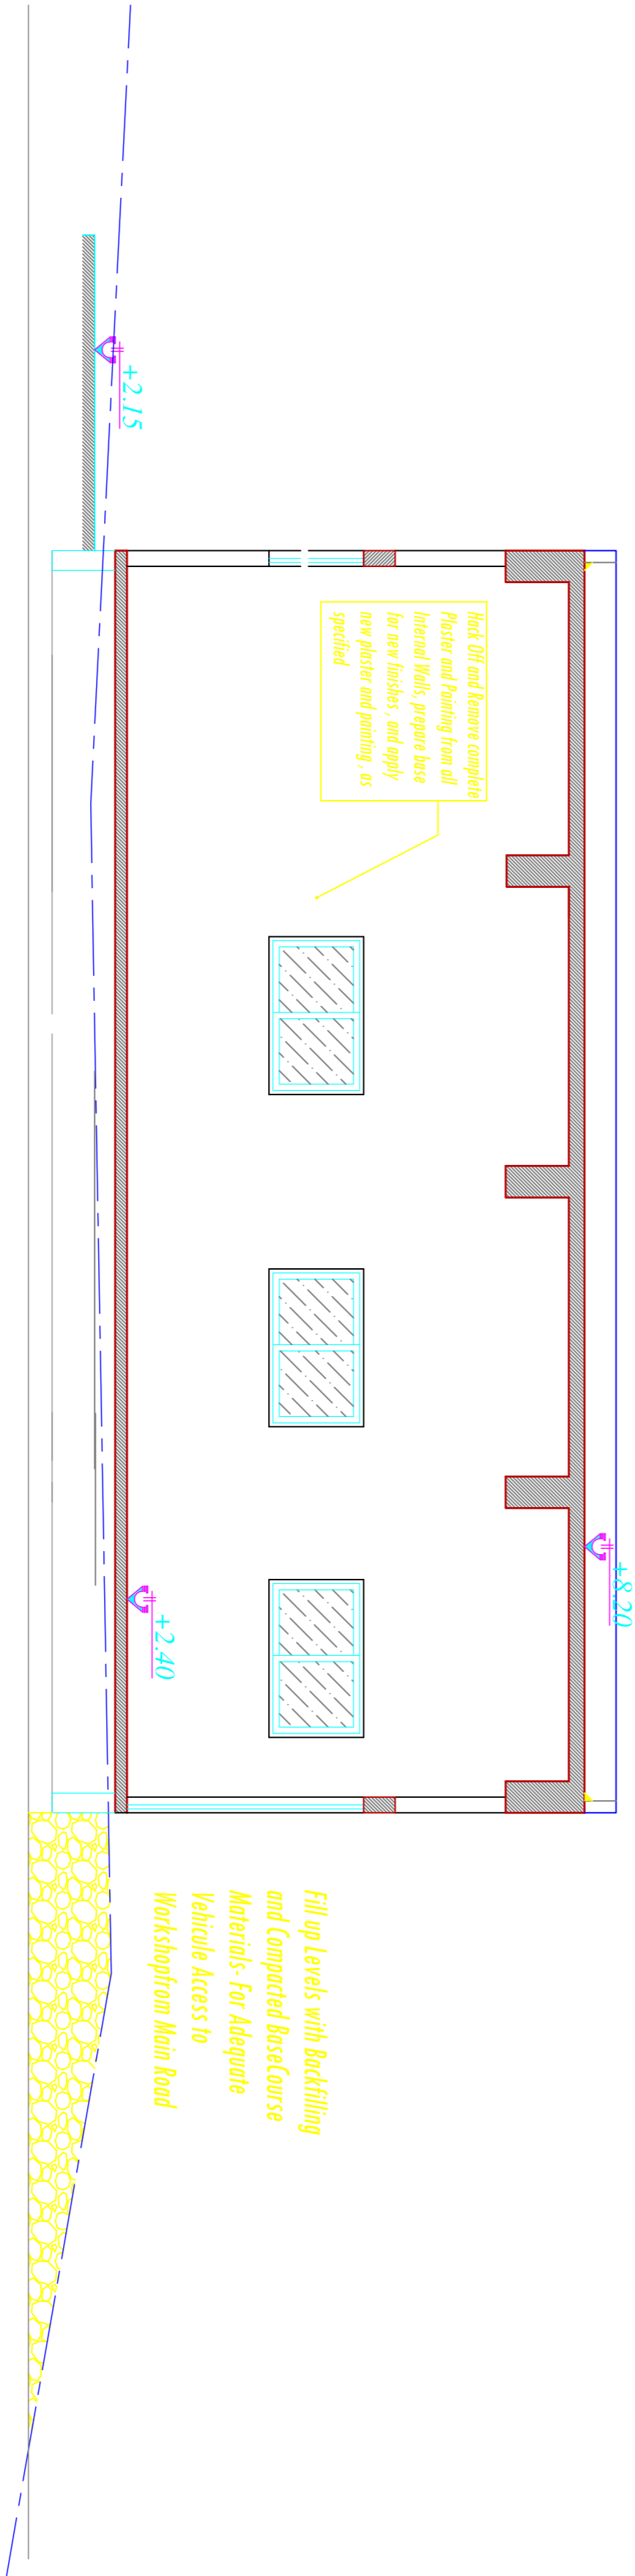 +8.20
Hack Off and Remove complete
Plaster and Painting from all
Internal Walls, prepare base
for new finishes , and apply
new plaster and painting , as
specified
+2.15
+2.40
Fill up Levels with Backfilling
and Compacted BaseCourse
Materials- For Adequate
Vehicule Access to
Workshopfrom Main Road